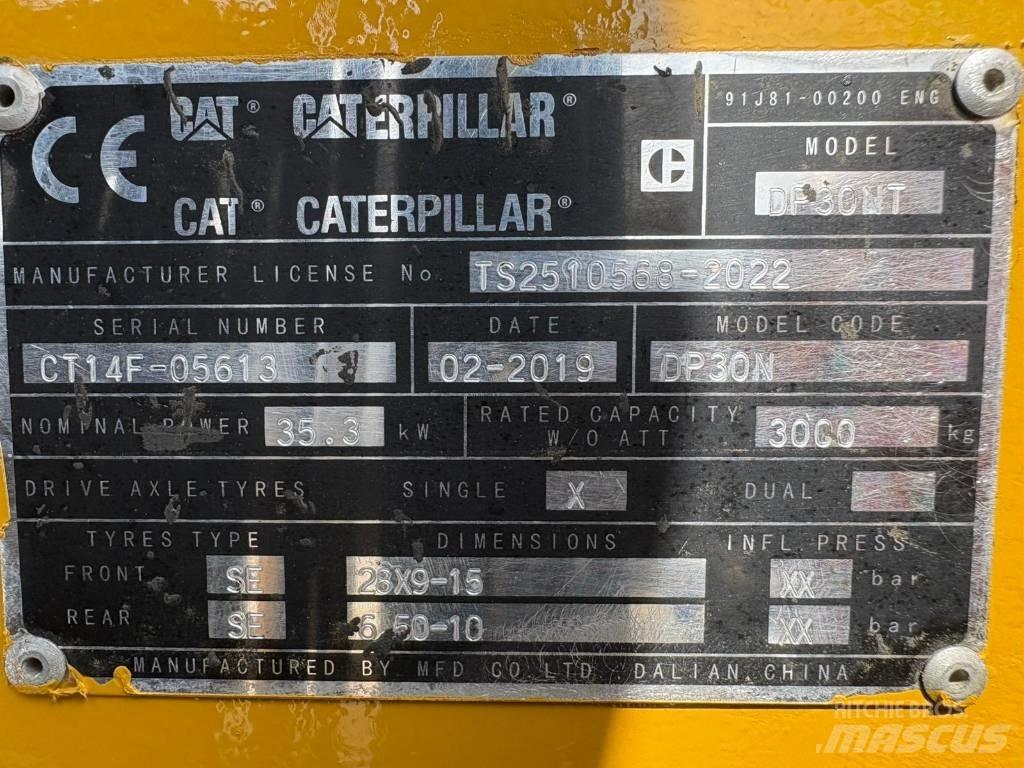 CE CAT® CATERPILLAR®
CAT® CATERPILLAR®
91J81-00200 ENG
MODEL
DP30NT
MANUFACTURER LICENSE No. TS2510568-2022
SERIAL NUMBER DATE MODEL CODE
CT14F-05613 02-2019 DP30N
NOMINAL POWER 35.3 kW RATED CAPACITY W/O ATT 3000 kg
DRIVE AXLE TYRES SINGLE X DUAL
TYRES TYPE DIMENSIONS INFL PRESS
FRONT SE 28X9-15 XX bar
REAR SE 6.50-10 XX bar
MANUFACTURED BY MFD CO LTD DALIAN.CHINA
RITCHIE BROS.
MASCUS